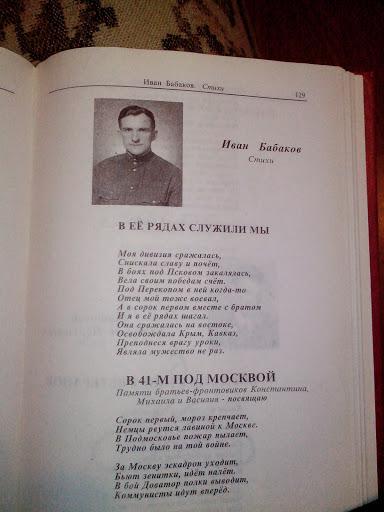 Иван Бабаков. Стихи
129
Иван Бабаков
Стихи
В ЕЁ РЯДАХ СЛУЖИЛИ МЫ
Моя дивизия сражалась,
Снискала славу и почёт,
В боях под Псковом закалялась,
Вела своим победам счёт.
Под Перекопом в ней когда-то
Отец мой тоже воевал,
А в сорок первом вместе с братом
И я в её рядах шагал.
Она сражалась на востоке,
Освобождала Крым, Кавказ,
Преподнеся врагу уроки,
Являла мужество не раз.
В 41-М ПОД МОСКВОЙ
Памяти братьев-фронтовиков Константина,
Михаила и Василия - посвящаю
Сорок первый, мороз крепчает,
Немцы рвутся лавиной к Москве.
В Подмосковье пожар пылает,
Трудно было на той войне.
За Москву эскадрон уходит,
Бьют зенитки, идёт налёт.
В бой Доватор полки выводит,
Коммунисты идут вперёд.